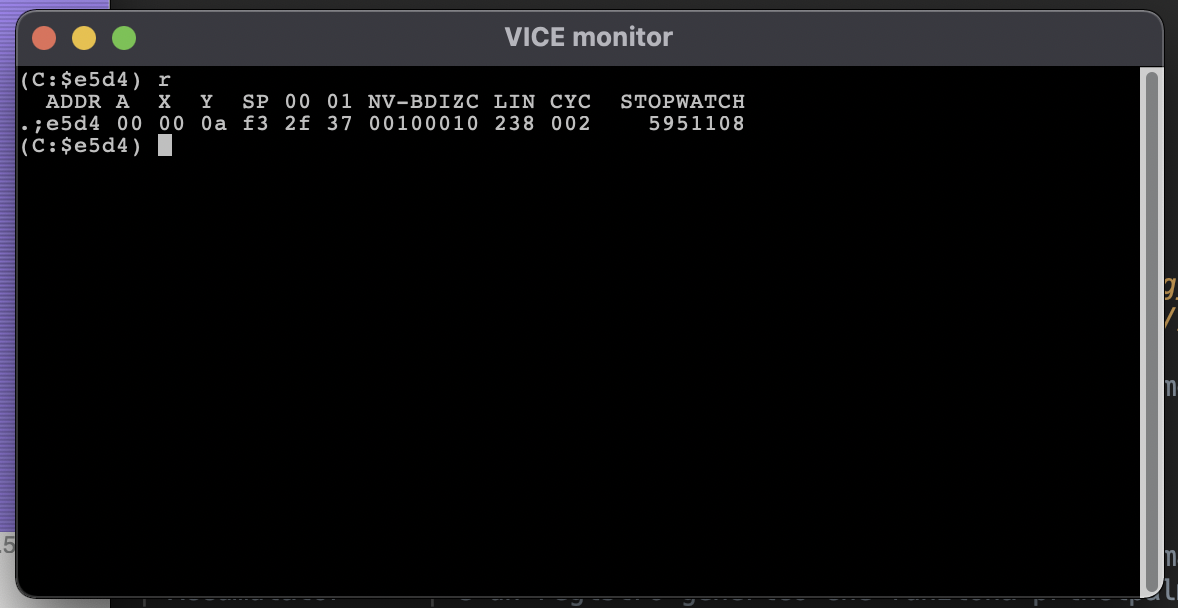 VICE monitor
(C:$e5d4) r
  ADDR A  X  Y  SP 00 01 NV-BDIZC LIN CYC  STOPWATCH
.;e5d4 00 00 0a f3 2f 37 00100010 238 002    5951108
(C:$e5d4)
.5